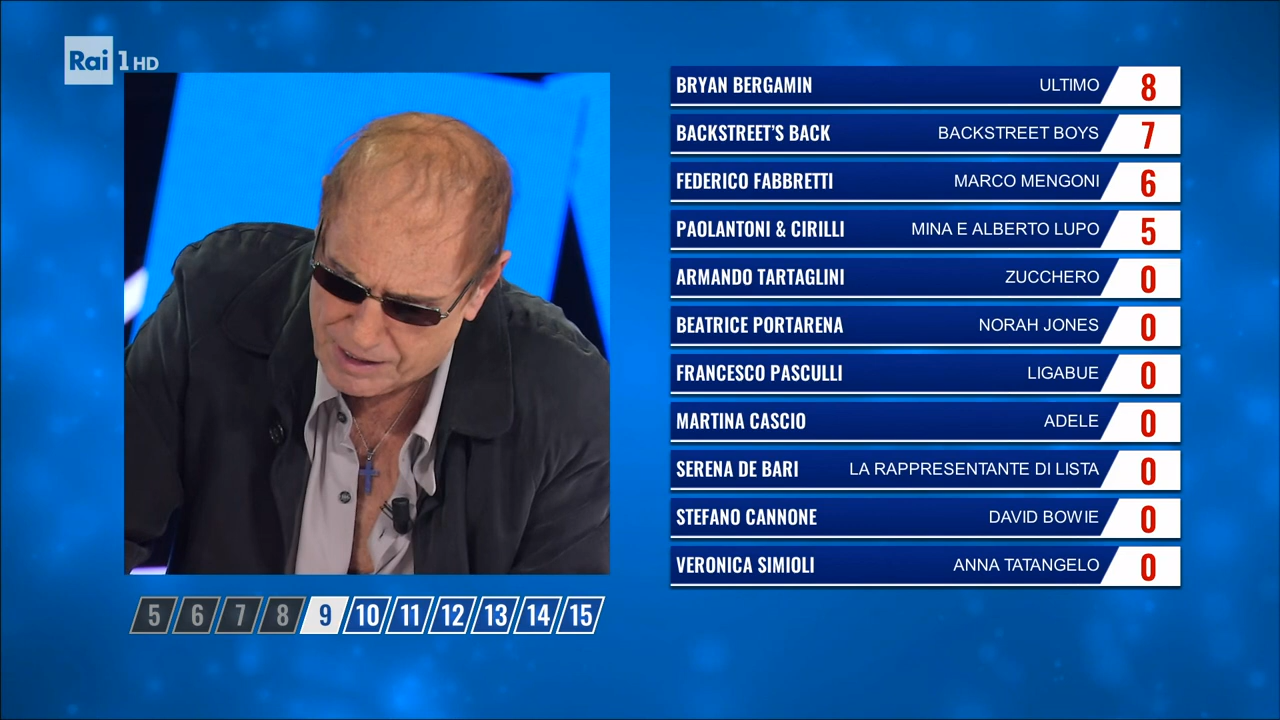 Rai 1 HD
BRYAN BERGAMIN ULTIMO 8
BACKSTREET'S BACK BACKSTREET BOYS 7
FEDERICO FABBRETTI MARCO MENGONI 6
PAOLANTONI & CIRILLI MINA E ALBERTO LUPO 5
ARMANDO TARTAGLINI ZUCCHERO 0
BEATRICE PORTARENA NORAH JONES 0
FRANCESCO PASCULLI LIGABUE 0
MARTINA CASCIO ADELE 0
SERENA DE BARI LA RAPPRESENTANTE DI LISTA 0
STEFANO CANNONE DAVID BOWIE 0
VERONICA SIMIOLI ANNA TATANGELO 0
5 6 7 8 9 10 11 12 13 14 15